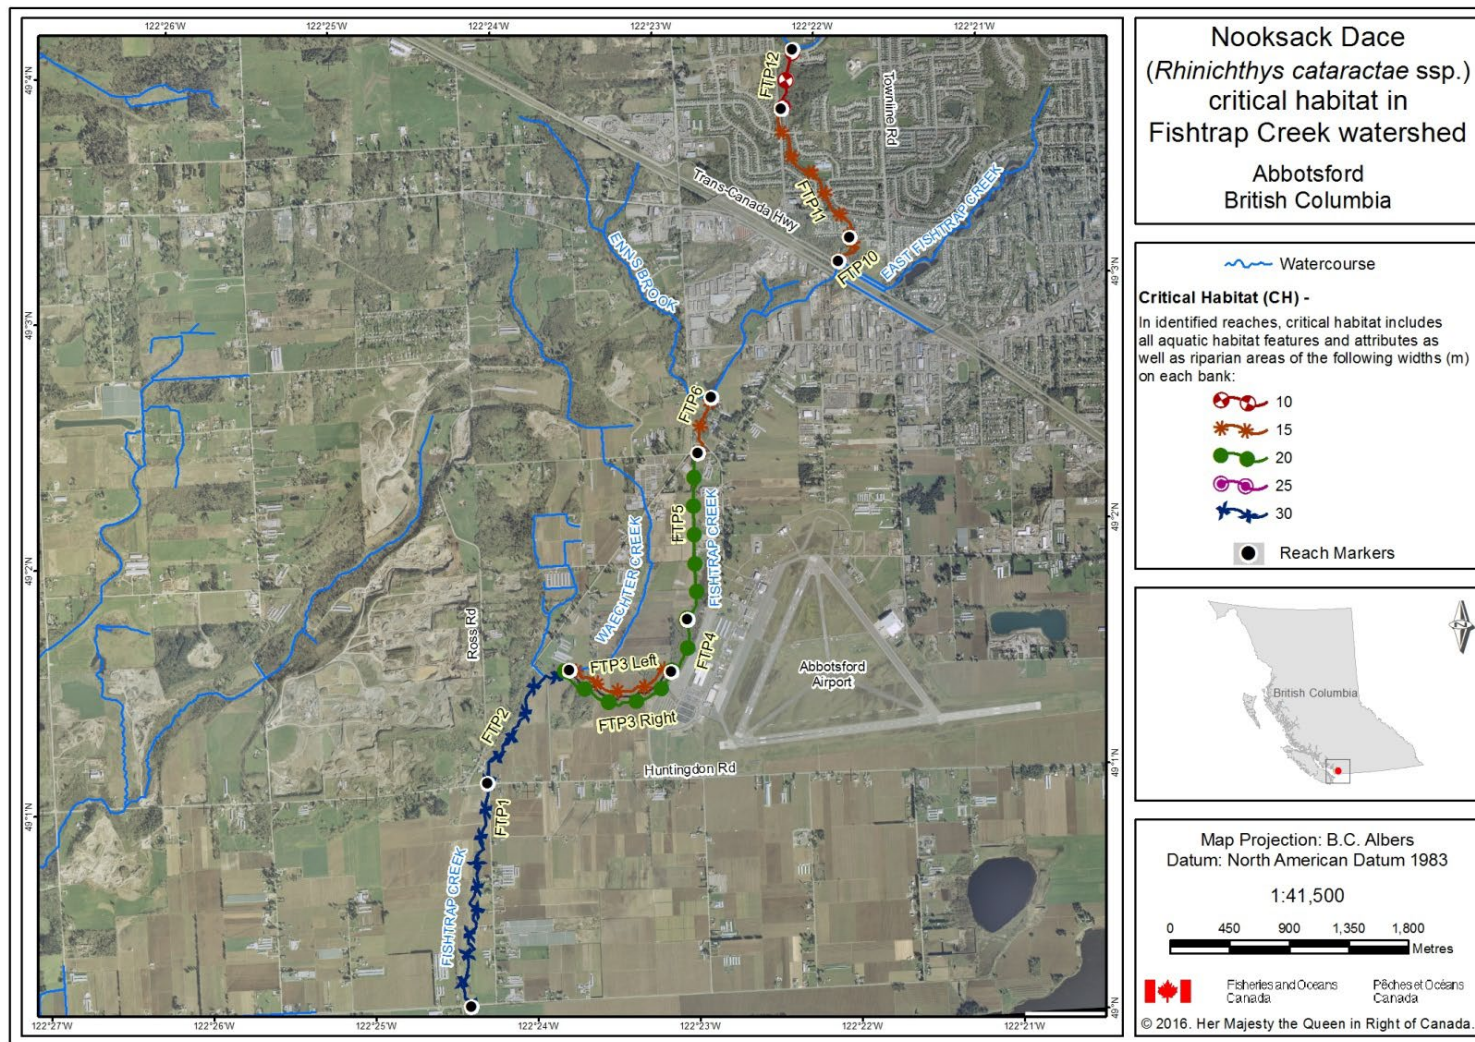 Nooksack Dace
(Rhinichthys cataractae ssp.)
critical habitat in
Fishtrap Creek watershed
Abbotsford
British Columbia
Watercourse
Critical Habitat (CH) -
In identified reaches, critical habitat includes
all aquatic habitat features and attributes as
well as riparian areas of the following widths (m)
on each bank:
10
15
20
25
30
Reach Markers
British Columbia
N
Map Projection: B.C. Albers
Datum: North American Datum 1983
1:41,500
0 450 900 1,350 1,800
Metres
Fisheries and Oceans Pêches et Océans
Canada Canada
© 2016. Her Majesty the Queen in Right of Canada.
122°26'W 122°24'W 122°23'W 122°22'W 122°21'W
49°4'N
49°3'N
49°2'N
49°1'N
49°3'N
49°2'N
49°1'N
49°N
122°27'W 122°26'W 122°25'W 122°24'W 122°23'W 122°22'W 122°21'W
FTP12
Townline Rd
FTP11
Trans-Canada Hwy
EAST FISHTRAP CREEK
FTP10
ENNS BROOK
FTP6
FTP5
FISHTRAP CREEK
WAECHTER CREEK
Ross Rd
FTP4
FTP3 Left
Abbotsford
Airport
FTP3 Right
FTP2
Huntingdon Rd
FTP1
FISHTRAP CREEK